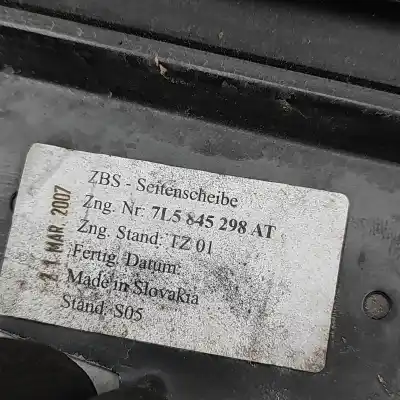 ZBS - Seitenscheibe
Zng. Nr: 7L5 845 298 AT
Zng. Stand: TZ 01
Fertig. Datum:
Made in Slovakia
Stand: S05
21 MAR. 2007